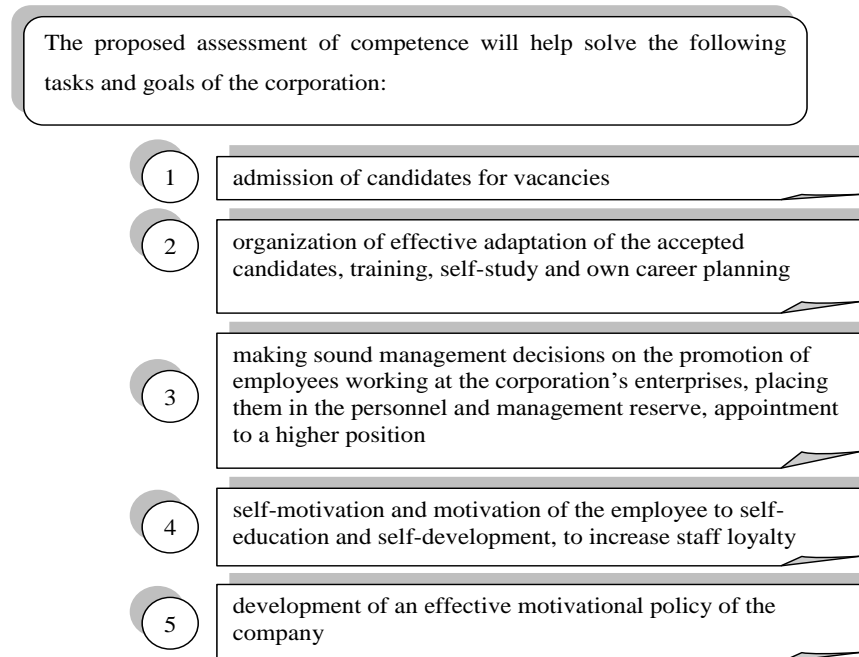 The proposed assessment of competence will help solve the following
tasks and goals of the corporation:
1
admission of candidates for vacancies
2
organization of effective adaptation of the accepted
candidates, training, self-study and own career planning
3
making sound management decisions on the promotion of
employees working at the corporation’s enterprises, placing
them in the personnel and management reserve, appointment
to a higher position
4
self-motivation and motivation of the employee to self-
education and self-development, to increase staff loyalty
5
development of an effective motivational policy of the
company